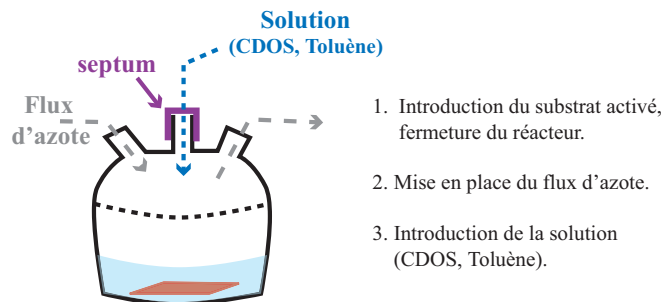 Solution
(CDOS, Toluène)
septum
Flux
d'azote
1. Introduction du substrat activé,
fermeture du réacteur.
2. Mise en place du flux d'azote.
3. Introduction de la solution
(CDOS, Toluène).